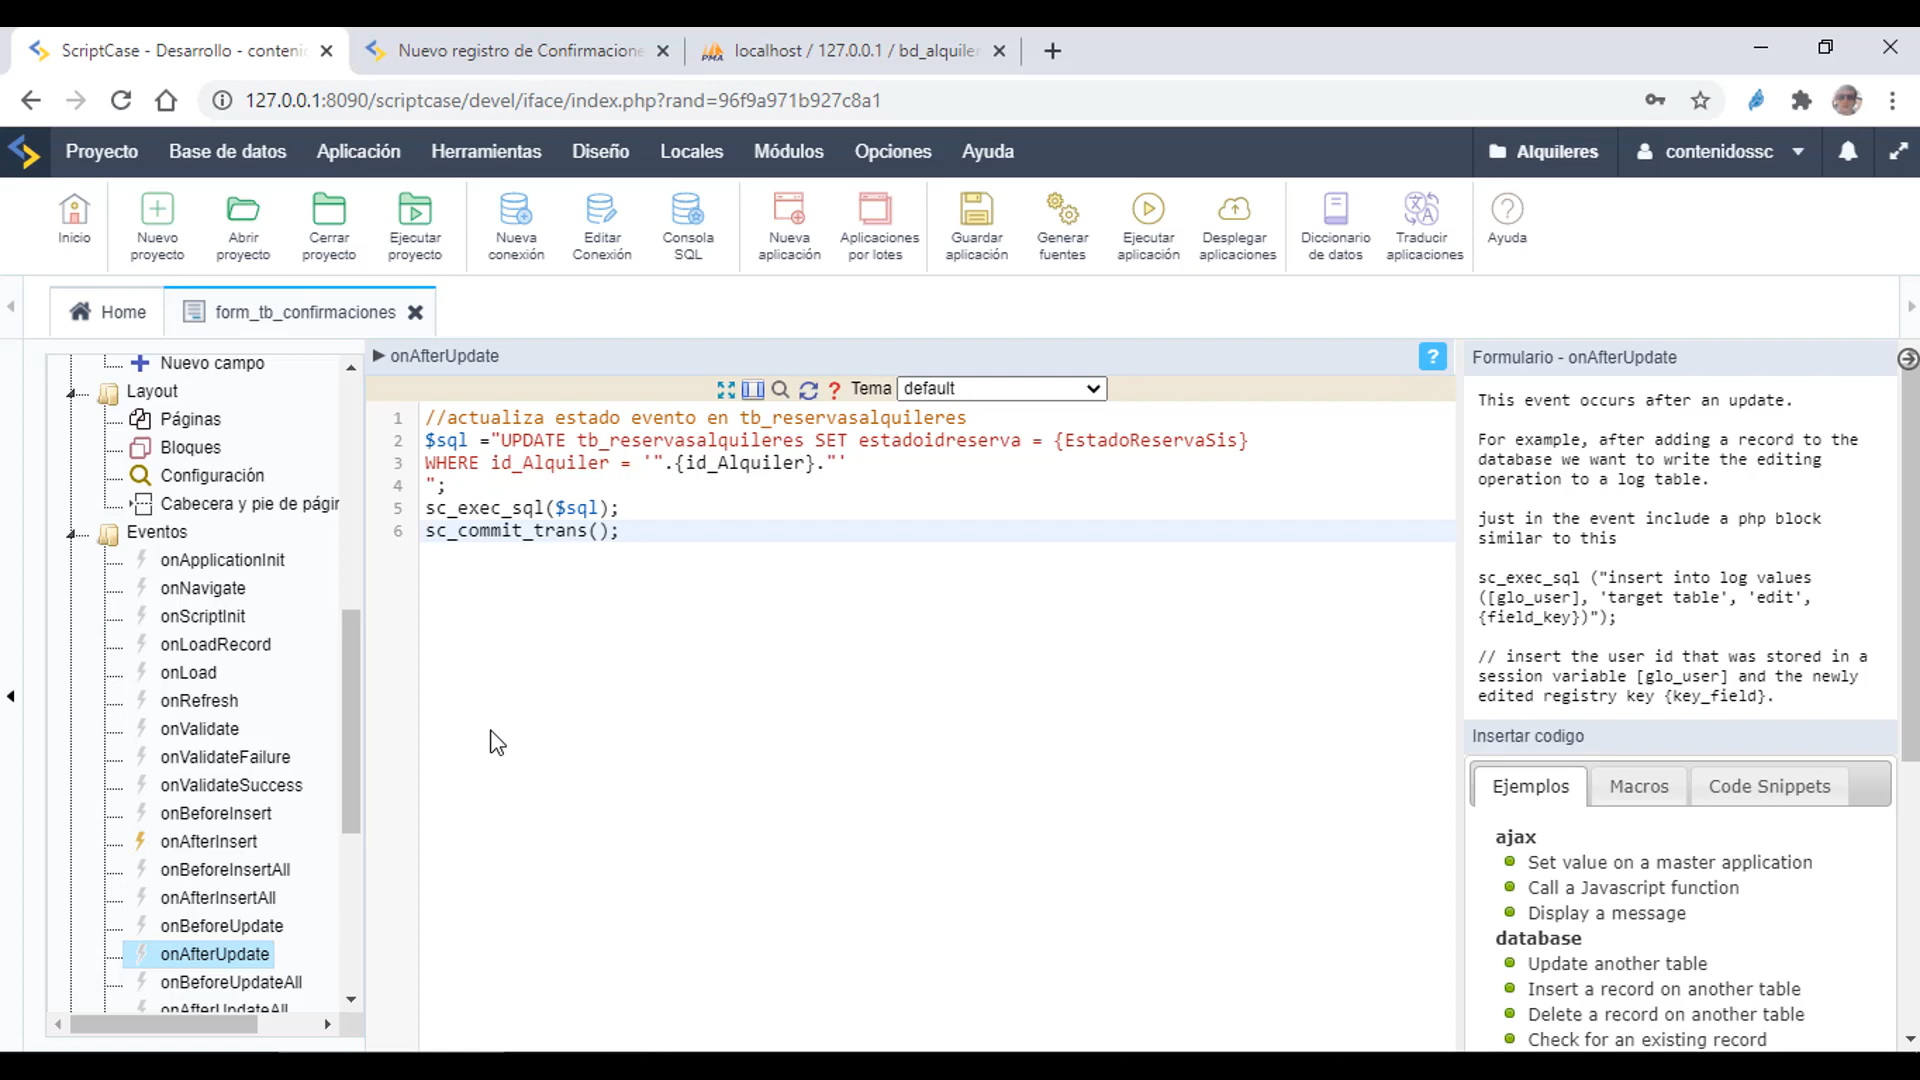 ScriptCase - Desarrollo - conteni
Nuevo registro de Confirmacione
PMA localhost / 127.0.0.1 / bd_alquiler
127.0.0.1:8090/scriptcase/devel/iface/index.php?rand=96f9a971b927c8a1
Proyecto Base de datos Aplicación Herramientas Diseño Locales Módulos Opciones Ayuda Alquileres contenidossc
Inicio
Nuevo proyecto
Abrir proyecto
Cerrar proyecto
Ejecutar proyecto
Nueva conexión
Editar Conexión
Consola SQL
Nueva aplicación
Aplicaciones por lotes
Guardar aplicación
Generar fuentes
Ejecutar aplicación
Desplegar aplicaciones
Diccionario de datos
Traducir aplicaciones
Ayuda
Home form_tb_confirmaciones
Nuevo campo
Layout
Páginas
Bloques
Configuración
Cabecera y pie de págir
Eventos
onApplicationInit
onNavigate
onScriptInit
onLoadRecord
onLoad
onRefresh
onValidate
onValidateFailure
onValidateSuccess
onBeforeInsert
onAfterInsert
onBeforeInsertAll
onAfterInsertAll
onBeforeUpdate
onAfterUpdate
onBeforeUpdateAll
onAfterUpdateAll
onAfterUpdate ?
? Tema default
1 //actualiza estado evento en tb_reservasalquileres
2 $sql ="UPDATE tb_reservasalquileres SET estadoidreserva = {EstadoReservaSis}
3 WHERE id_Alquiler = '".{id_Alquiler}."'
4 ";
5 sc_exec_sql($sql);
6 sc_commit_trans();
Formulario - onAfterUpdate
This event occurs after an update.
For example, after adding a record to the
database we want to write the editing
operation to a log table.
just in the event include a php block
similar to this
sc_exec_sql ("insert into log values
([glo_user], 'target table', 'edit',
{field_key})");
// insert the user id that was stored in a
session variable [glo_user] and the newly
edited registry key {key_field}.
Insertar codigo
Ejemplos Macros Code Snippets
ajax
Set value on a master application
Call a Javascript function
Display a message
database
Update another table
Insert a record on another table
Delete a record on another table
Check for an existing record